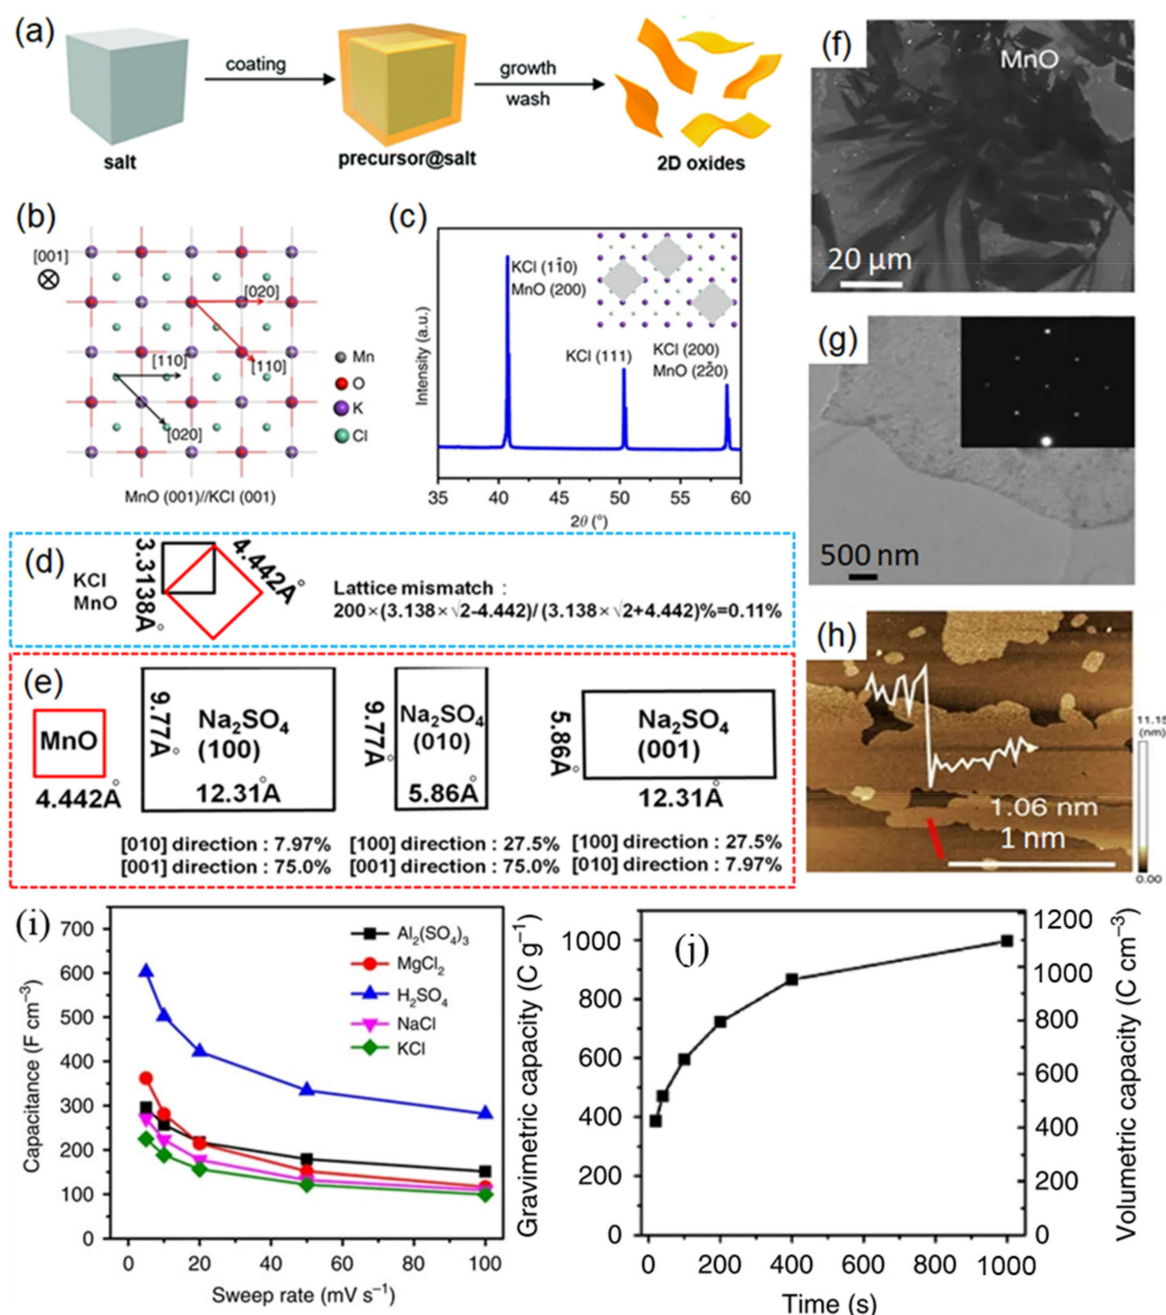 (a)
coating
growth
wash
salt
precursor@salt
2D oxides
(b)
[001]
[020]
[110]
[11̄0]
[020]
Mn
O
K
Cl
MnO (001)//KCl (001)
(c)
Intensity (a.u.)
KCl (11̄0)
MnO (200)
KCl (111)
KCl (200)
MnO (22̄0)
35 40 45 50 55 60
2θ (°)
(d)
KCl
MnO
3.3138Å
4.442Å
Lattice mismatch :
200×(3.138×√2-4.442)/(3.138×√2+4.442)%=0.11%
(e)
MnO
4.442Å
9.77Å
Na₂SO₄
(100)
12.31Å
9.77Å
Na₂SO₄
(010)
5.86Å
5.86Å
Na₂SO₄
(001)
12.31Å
[010] direction : 7.97%
[001] direction : 75.0%
[100] direction : 27.5%
[001] direction : 75.0%
[100] direction : 27.5%
[010] direction : 7.97%
(f)
MnO
20 µm
(g)
500 nm
(h)
11.15
(nm)
1.06 nm
1 nm
0.00
(i)
Capacitance (F cm⁻³)
700
600
500
400
300
200
100
0
Al₂(SO₄)₃
MgCl₂
H₂SO₄
NaCl
KCl
0 20 40 60 80 100
Sweep rate (mV s⁻¹)
(j)
Gravimetric capacity (C g⁻¹)
1000
800
600
400
200
0
Volumetric capacity (C cm⁻³)
1200
1000
800
600
400
200
0
0 200 400 600 800 1000
Time (s)